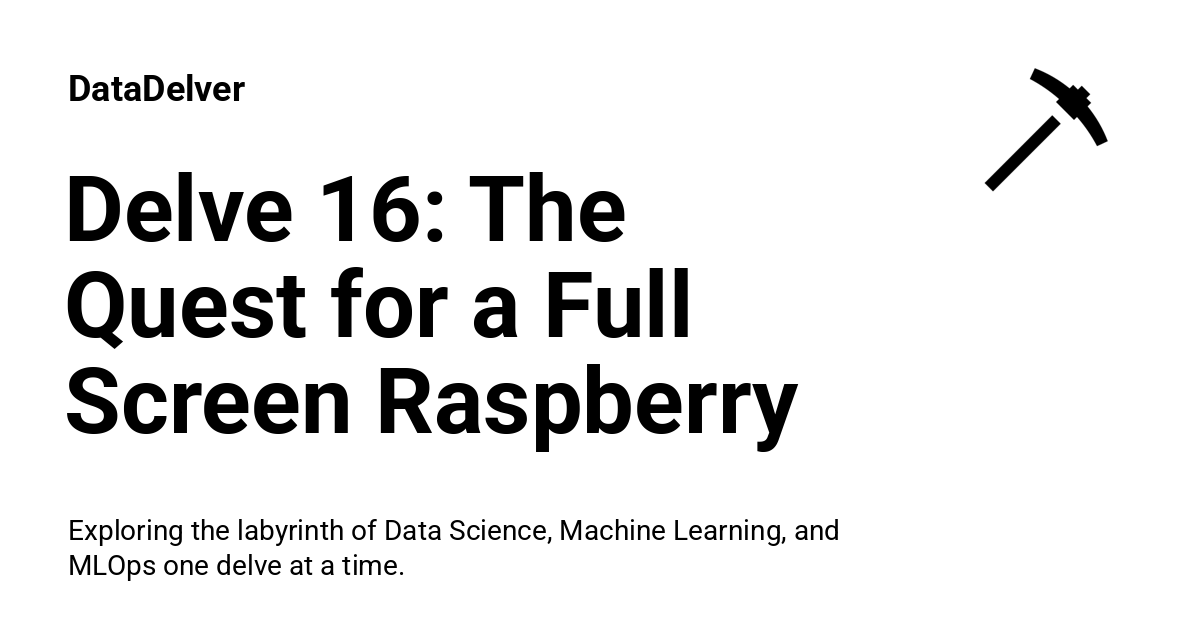 DataDelver
Delve 16: The
Quest for a Full
Screen Raspberry
Exploring the labyrinth of Data Science, Machine Learning, and
MLOps one delve at a time.